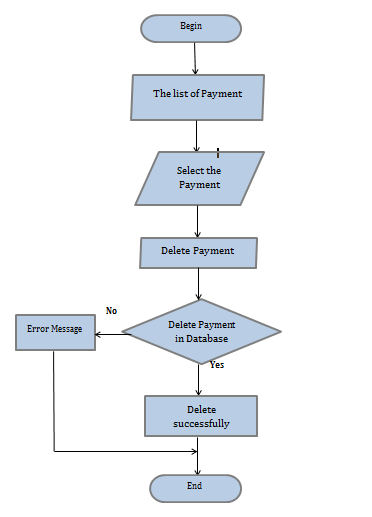 Begin
The list of Payment
Select the
Payment
Delete Payment
No
Error Message
Delete Payment
in Database
Yes
Delete
successfully
End